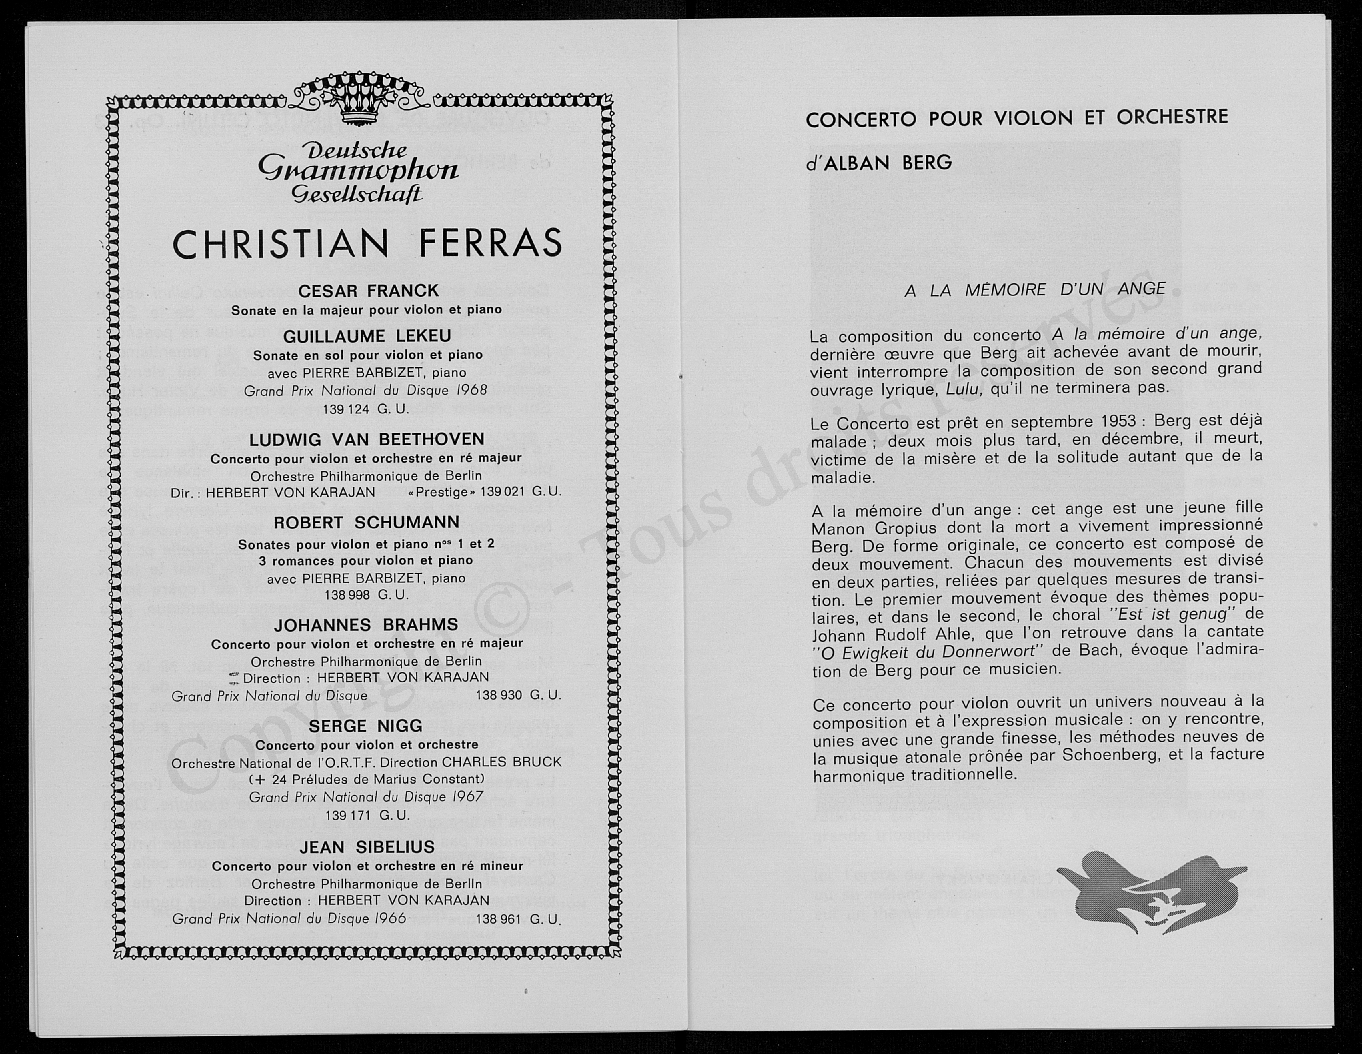 Deutsche
Grammophon
Gesellschaft
CHRISTIAN FERRAS
CESAR FRANCK
Sonate en la majeur pour violon et piano
GUILLAUME LEKEU
Sonate en sol pour violon et piano
avec PIERRE BARBIZET, piano
Grand Prix National du Disque 1968
139 124 G. U.
LUDWIG VAN BEETHOVEN
Concerto pour violon et orchestre en ré majeur
Orchestre Philharmonique de Berlin
Dir. : HERBERT VON KARAJAN «Prestige» 139 021 G. U.
ROBERT SCHUMANN
Sonates pour violon et piano nos 1 et 2
3 romances pour violon et piano
avec PIERRE BARBIZET, piano
138 998 G. U.
JOHANNES BRAHMS
Concerto pour violon et orchestre en ré majeur
Orchestre Philharmonique de Berlin
Direction : HERBERT VON KARAJAN
Grand Prix National du Disque 138 930 G. U.
SERGE NIGG
Concerto pour violon et orchestre
Orchestre National de l'O.R.T.F. Direction CHARLES BRUCK
(+ 24 Préludes de Marius Constant)
Grand Prix National du Disque 1967
139 171 G. U.
JEAN SIBELIUS
Concerto pour violon et orchestre en ré mineur
Orchestre Philharmonique de Berlin
Direction : HERBERT VON KARAJAN
Grand Prix National du Disque 1966 138 961 G. U.
CONCERTO POUR VIOLON ET ORCHESTRE
d'ALBAN BERG
A LA MÉMOIRE D'UN ANGE
La composition du concerto A la mémoire d'un ange,
dernière œuvre que Berg ait achevée avant de mourir,
vient interrompre la composition de son second grand
ouvrage lyrique, Lulu, qu'il ne terminera pas.
Le Concerto est prêt en septembre 1953 : Berg est déjà
malade ; deux mois plus tard, en décembre, il meurt,
victime de la misère et de la solitude autant que de la
maladie.
A la mémoire d'un ange : cet ange est une jeune fille
Manon Gropius dont la mort a vivement impressionné
Berg. De forme originale, ce concerto est composé de
deux mouvement. Chacun des mouvements est divisé
en deux parties, reliées par quelques mesures de transi-
tion. Le premier mouvement évoque des thèmes popu-
laires, et dans le second, le choral "Est ist genug" de
Johann Rudolf Ahle, que l'on retrouve dans la cantate
"O Ewigkeit du Donnerwort" de Bach, évoque l'admira-
tion de Berg pour ce musicien.
Ce concerto pour violon ouvrit un univers nouveau à la
composition et à l'expression musicale : on y rencontre,
unies avec une grande finesse, les méthodes neuves de
la musique atonale prônée par Schoenberg, et la facture
harmonique traditionnelle.
Copyright © - Tous droits réservés.